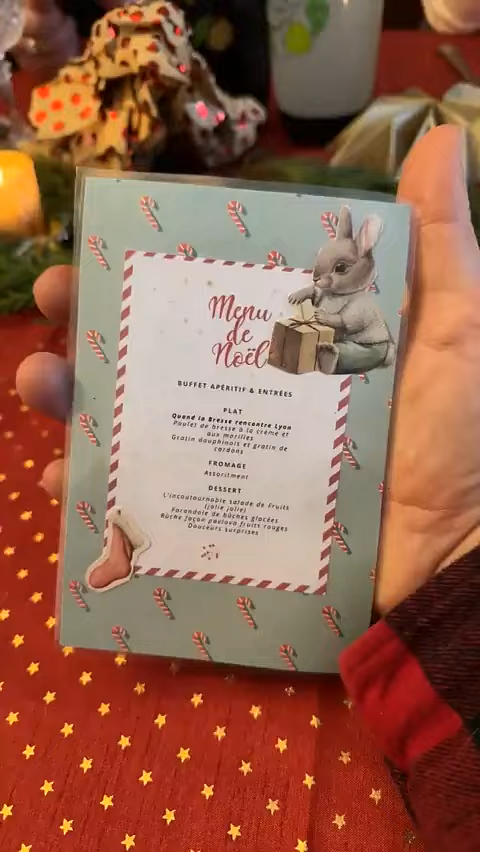 Menu
de
Noël
BUFFET APÉRITIF & ENTRÉES
PLAT
Quand la Bresse rencontre Lyon
Poulet de bresse à la crème et
aux morilles
Gratin dauphinois et gratin de
cardons
FROMAGE
Assortiment
DESSERT
L'incoutournable salade de fruits
(jolie jolie)
Farandole de bûches glacées
Bûche façon pavlova fruits rouges
Douceurs surprises